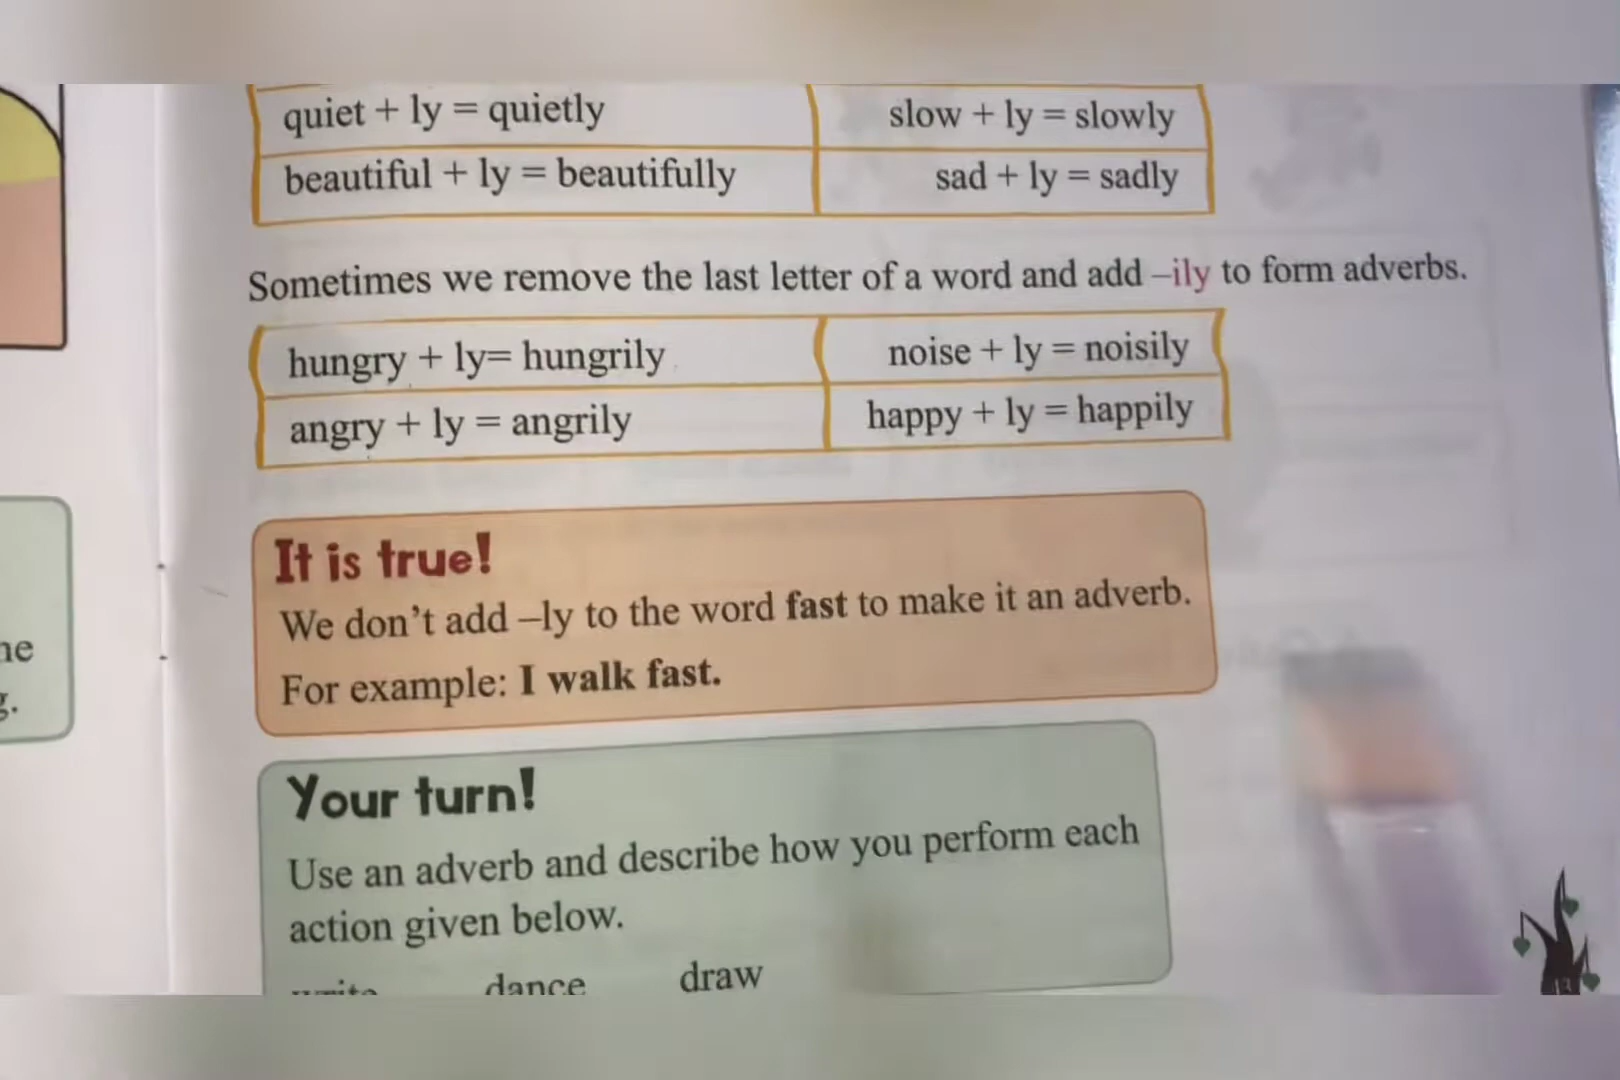 quiet + ly = quietly
slow + ly = slowly
beautiful + ly = beautifully
sad + ly = sadly
Sometimes we remove the last letter of a word and add –ily to form adverbs.
hungry + ly= hungrily
noise + ly = noisily
angry + ly = angrily
happy + ly = happily
It is true!
We don't add –ly to the word fast to make it an adverb.
For example: I walk fast.
Your turn!
Use an adverb and describe how you perform each
action given below.
write dance draw